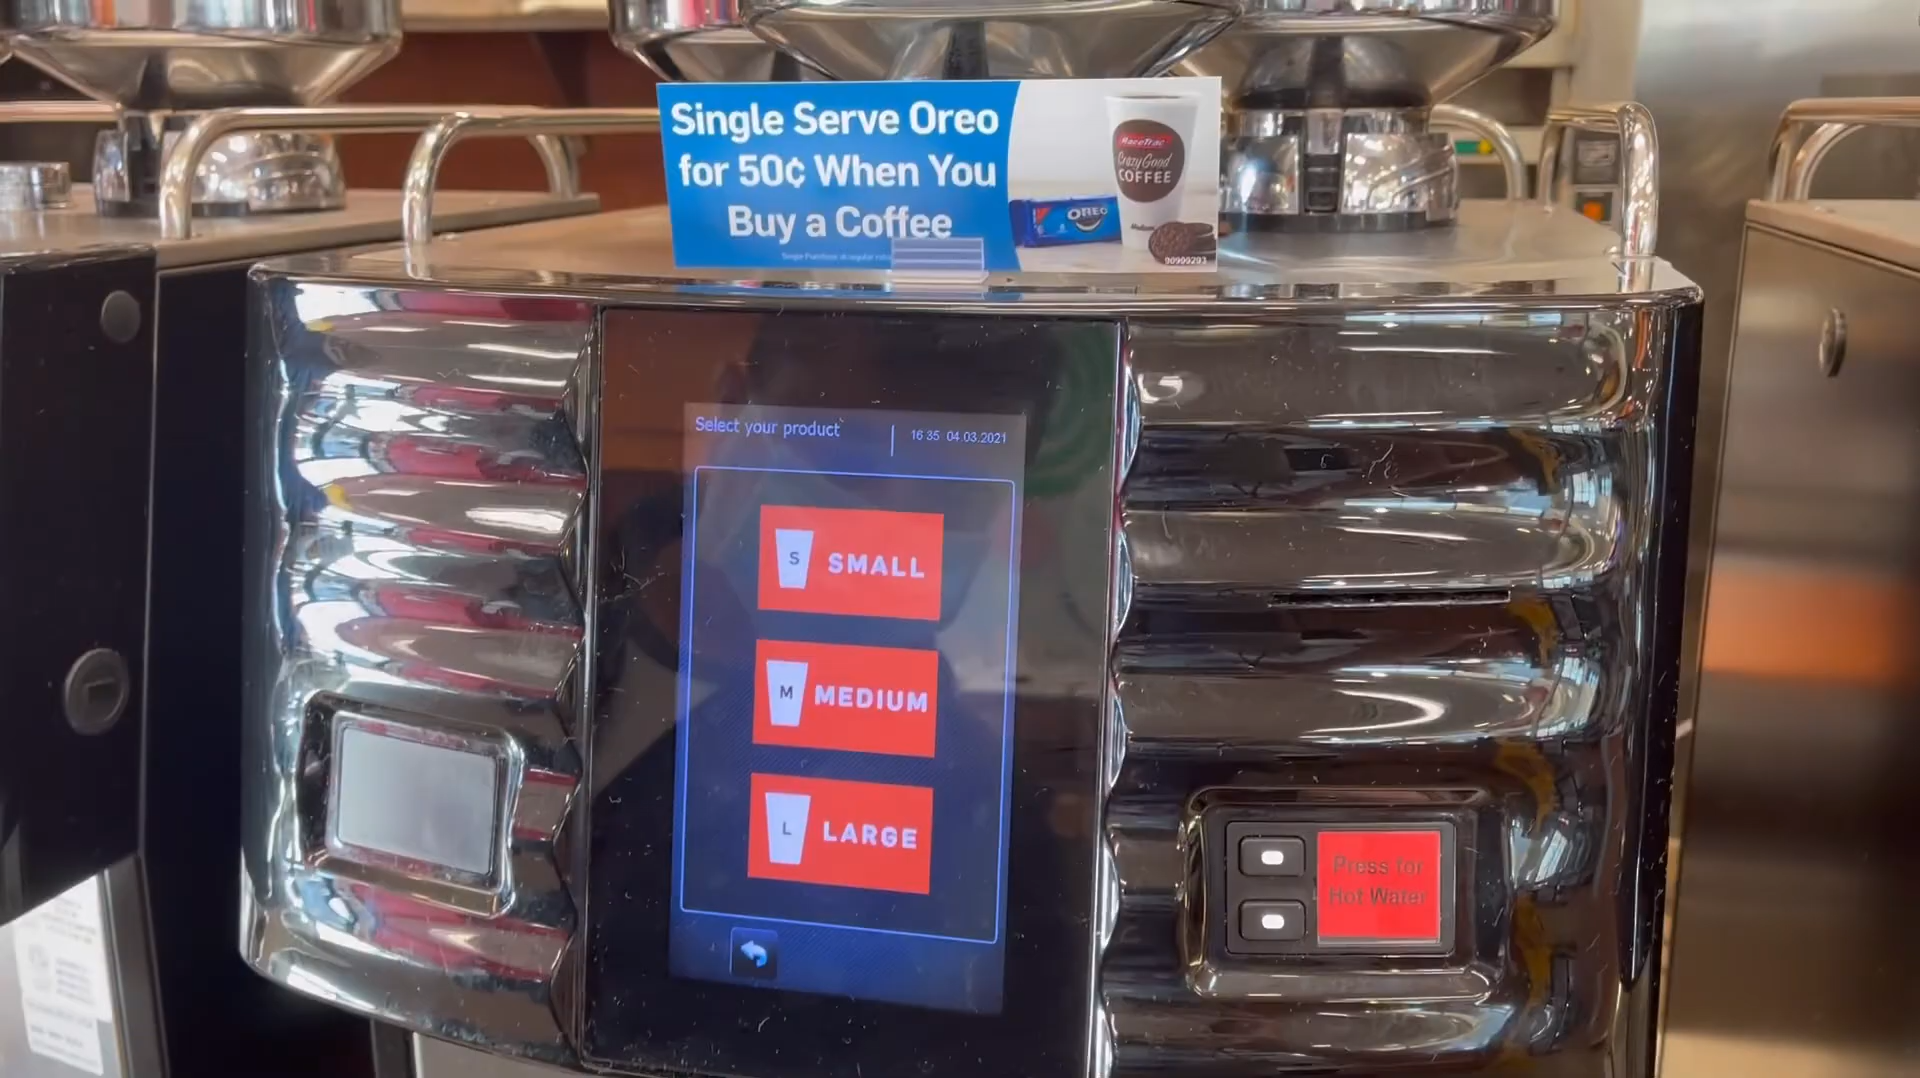 Single Serve Oreo
for 50¢ When You
Buy a Coffee
RaceTrac
Crazy Good
COFFEE
OREO
90909293
Select your product
16 35 04.03.2021
S SMALL
M MEDIUM
L LARGE
Press for
Hot Water